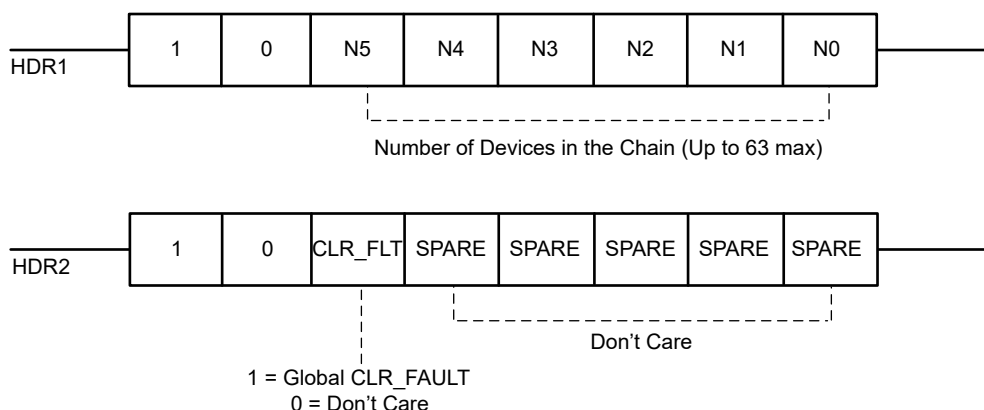 1 0 N5 N4 N3 N2 N1 N0
HDR1
Number of Devices in the Chain (Up to 63 max)
1 0 CLR_FLT SPARE SPARE SPARE SPARE SPARE
HDR2
Don’t Care
1 = Global CLR_FAULT
0 = Don’t Care